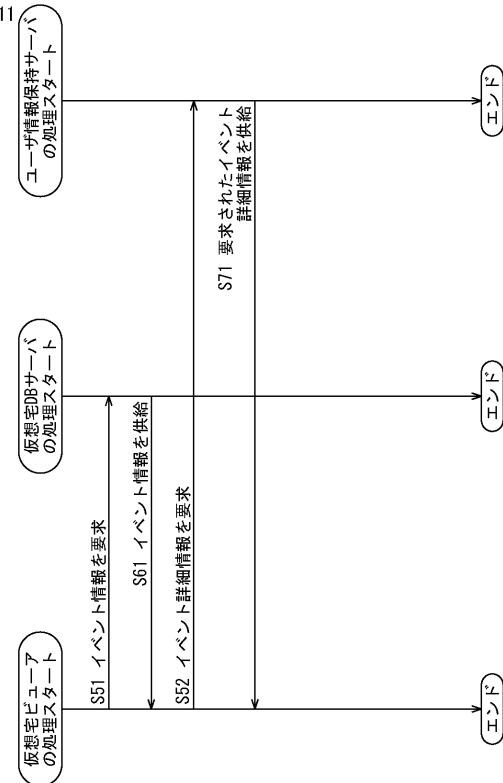 11
仮想宅ビューア
の処理スタート
仮想宅DBサーバ
の処理スタート
ユーザ情報保持サーバ
の処理スタート
S51 イベント情報を要求
S61 イベント情報を供給
S52 イベント詳細情報を要求
S71 要求されたイベント
詳細情報を供給
エンド
エンド
エンド